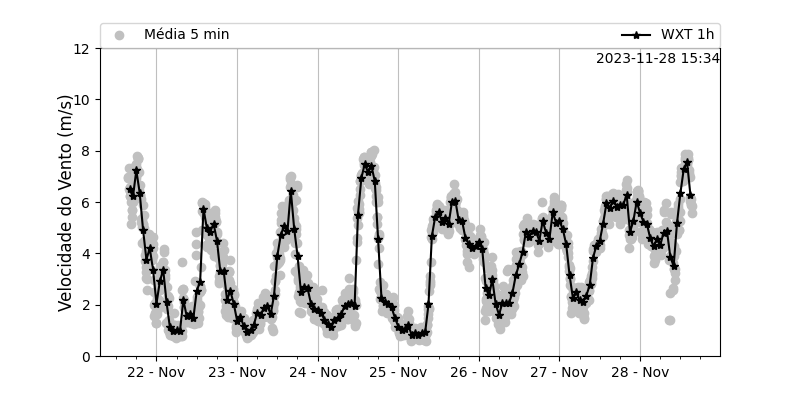 Média 5 min
WXT 1h
2023-11-28 15:34
Velocidade do Vento (m/s)
12
10
8
6
4
2
0
22 - Nov
23 - Nov
24 - Nov
25 - Nov
26 - Nov
27 - Nov
28 - Nov